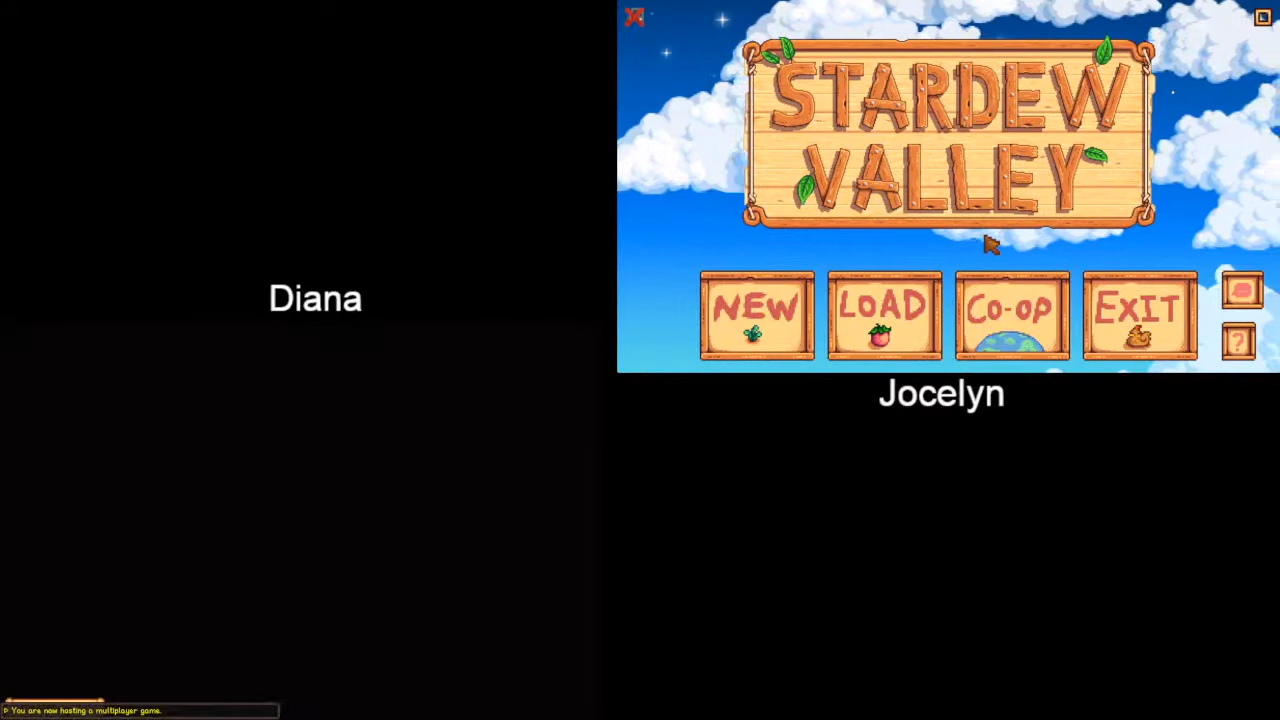 STARDEW
VALLEY
NEW
LOAD
CO-OP
EXIT
?
Diana
Jocelyn
You are now hosting a multiplayer game.